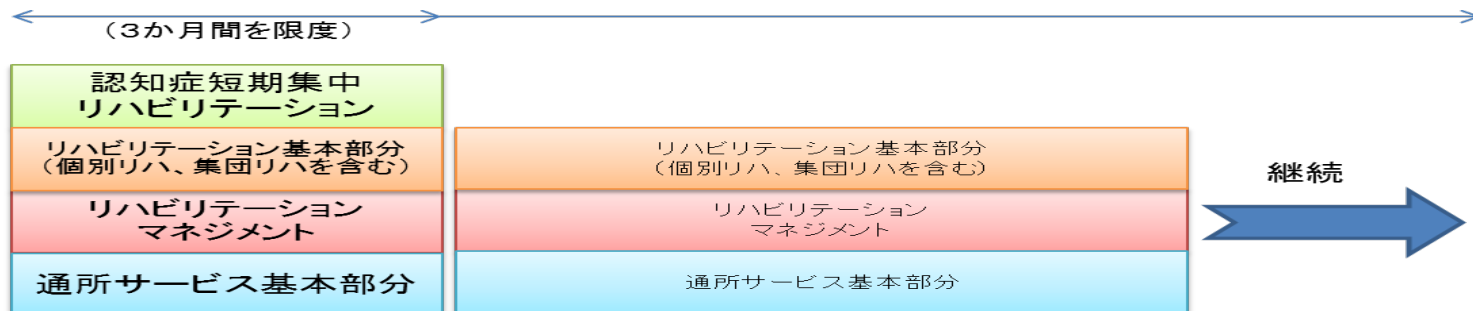 (3か月間を限度)
認知症短期集中
リハビリテーション
リハビリテーション基本部分
(個別リハ、集団リハを含む)
リハビリテーション
マネジメント
通所サービス基本部分
リハビリテーション基本部分
(個別リハ、集団リハを含む)
リハビリテーション
マネジメント
通所サービス基本部分
継続